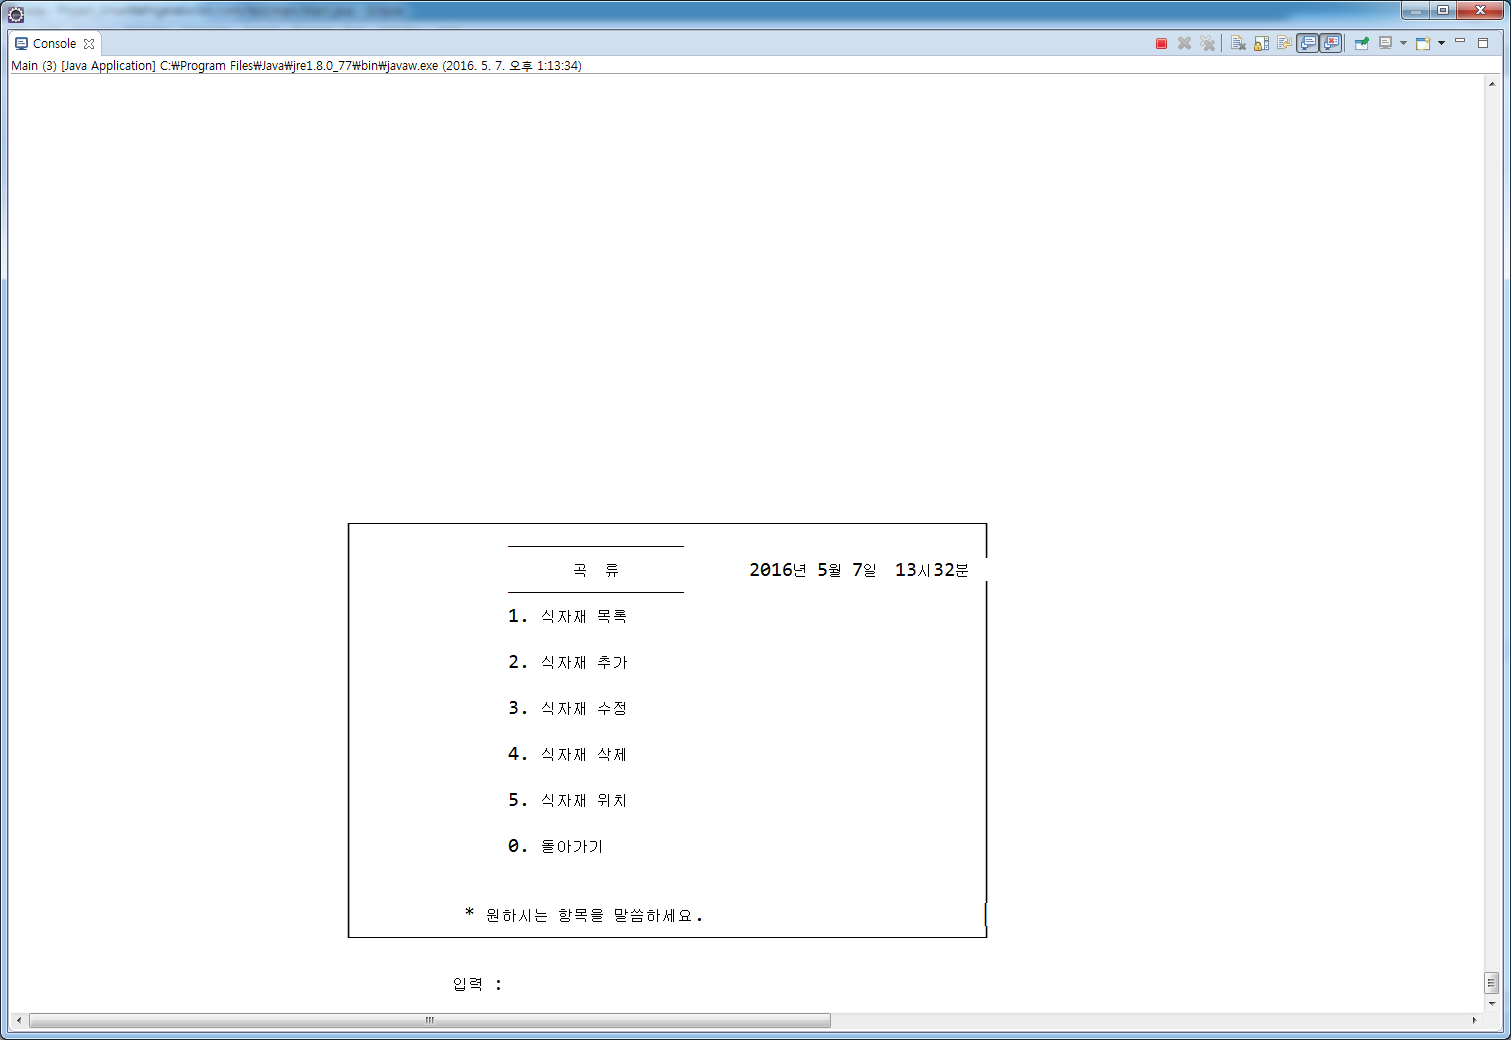 Console
Main (3) [Java Application] C:₩Program Files₩Java₩jre1.8.0_77₩bin₩javaw.exe (2016. 5. 7. 오후 1:13:34)
곡 류 2016년 5월 7일 13시32분
1. 식자재 목록
2. 식자재 추가
3. 식자재 수정
4. 식자재 삭제
5. 식자재 위치
0. 돌아가기
* 원하시는 항목을 말씀하세요.
입력 :